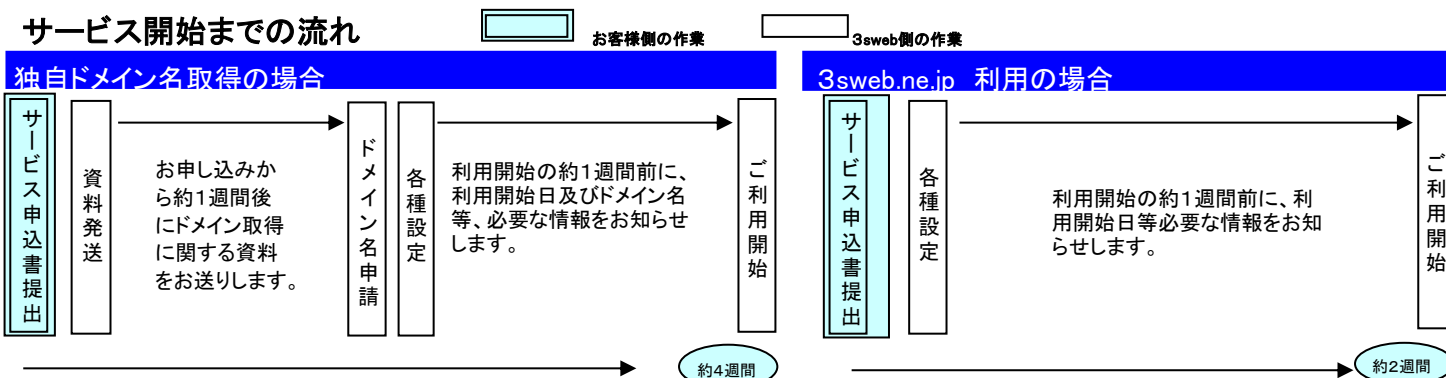 サービス開始までの流れ
お客様側の作業
3sweb側の作業
独自ドメイン名取得の場合
サービス申込書提出
資料発送
お申し込みか
ら約1週間後
にドメイン取得
に関する資料
をお送りします。
ドメイン名申請
各種設定
利用開始の約1週間前に、
利用開始日及びドメイン名
等、必要な情報をお知らせ
します。
ご利用開始
約4週間
3sweb.ne.jp 利用の場合
サービス申込書提出
各種設定
利用開始の約1週間前に、利
用開始日等必要な情報をお知
らせします。
ご利用開始
約2週間